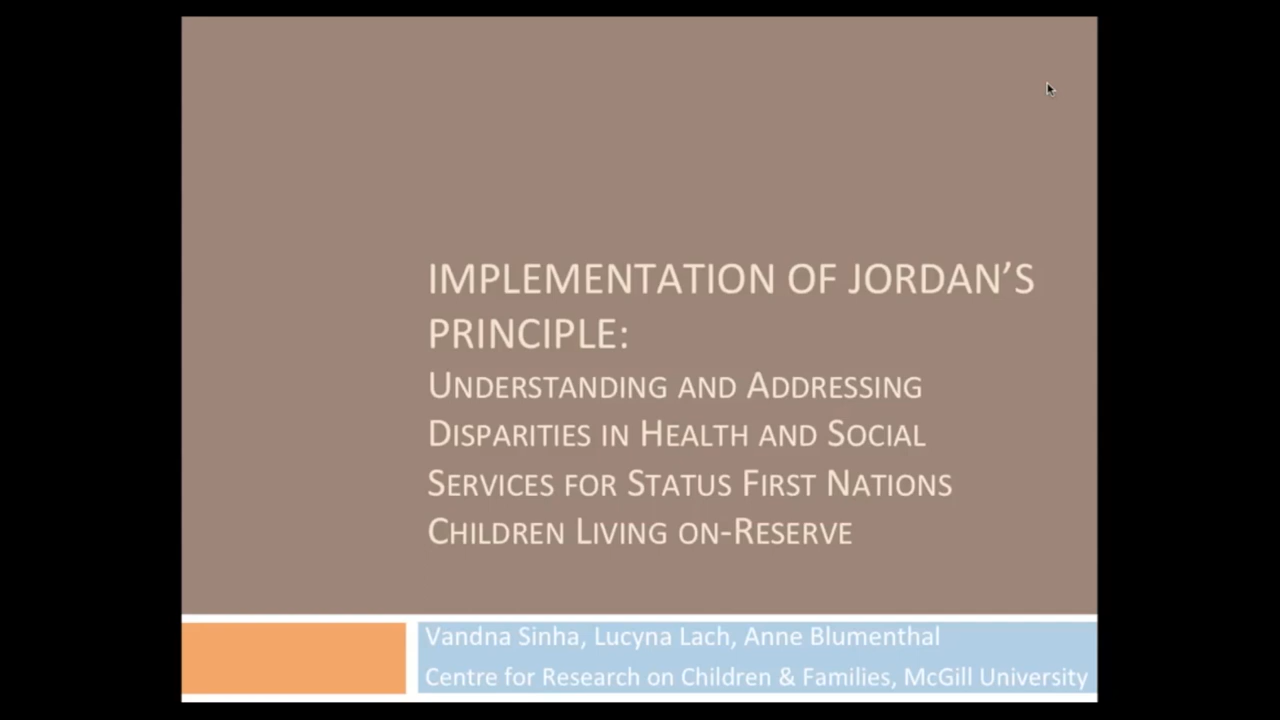 IMPLEMENTATION OF JORDAN’S
PRINCIPLE:
UNDERSTANDING AND ADDRESSING
DISPARITIES IN HEALTH AND SOCIAL
SERVICES FOR STATUS FIRST NATIONS
CHILDREN LIVING ON-RESERVE
Vandna Sinha, Lucyna Lach, Anne Blumenthal
Centre for Research on Children & Families, McGill University